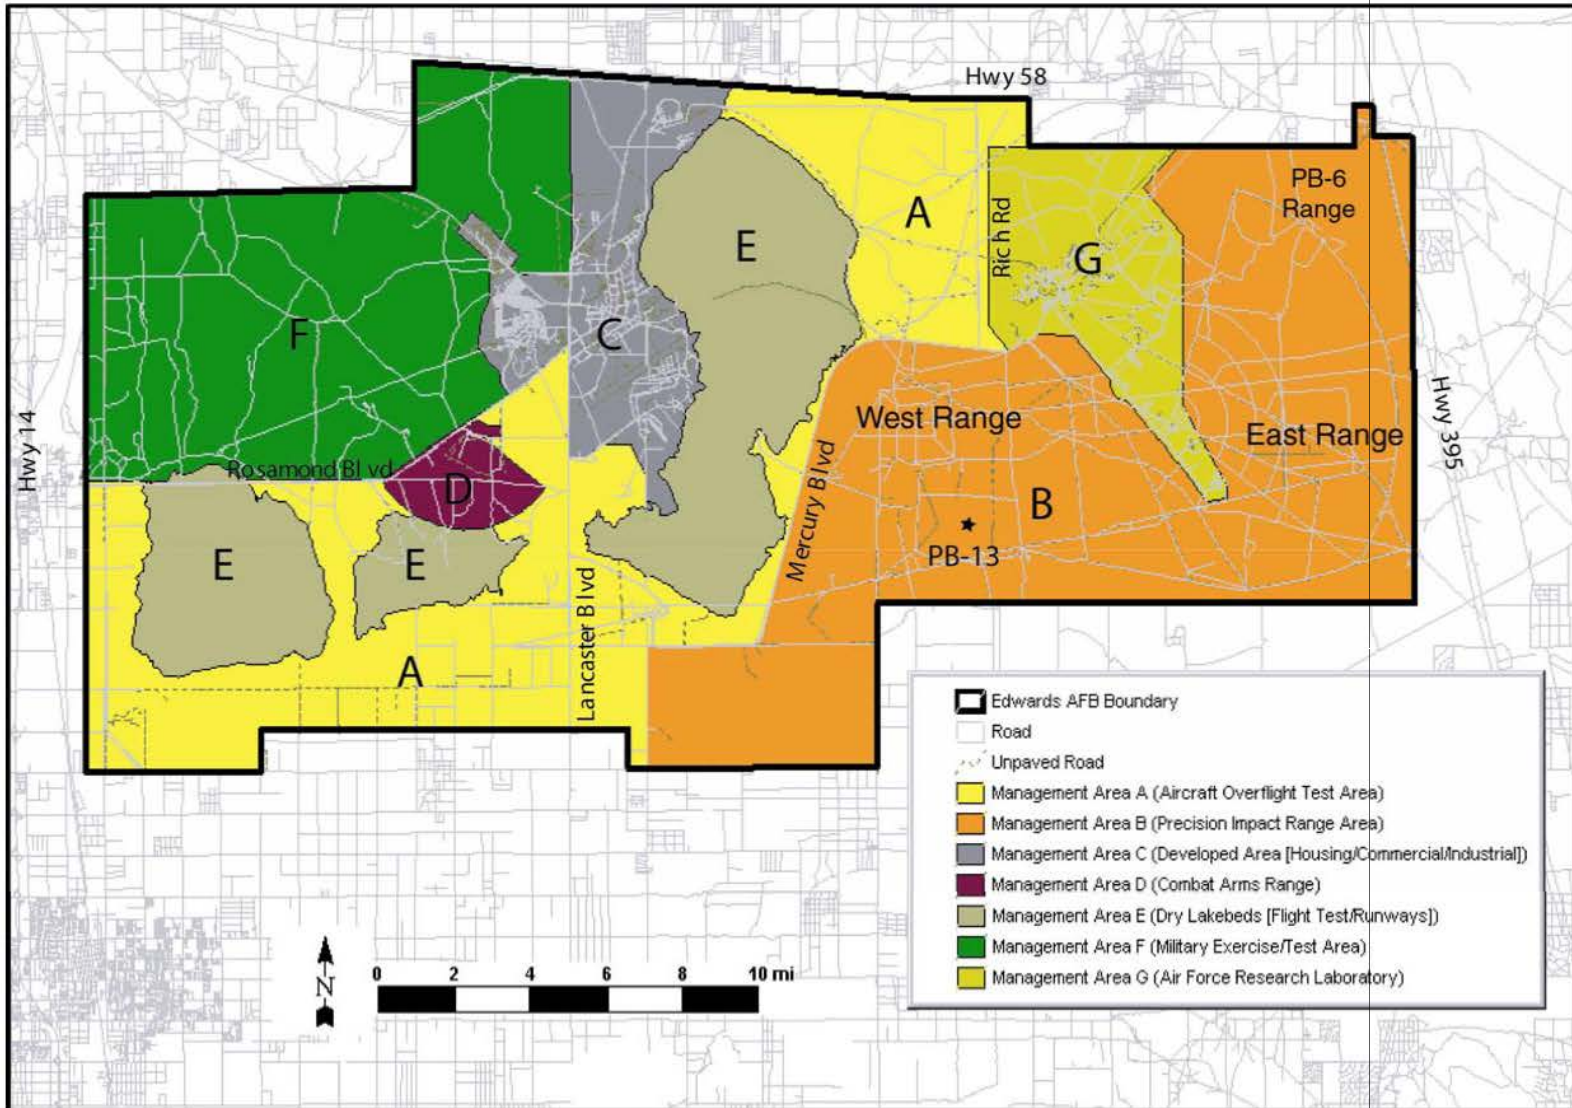 Hwy 58
PB-6
Range
A
E
Rich Rd
G
F
C
Hwy 14
West Range
East Range
Hwy 395
Rosamond Bl vd
D
B
Mercury Blvd
PB-13
E
E
Lancaster Blvd
A
Edwards AFB Boundary
Road
Unpaved Road
Management Area A (Aircraft Overflight Test Area)
Management Area B (Precision Impact Range Area)
Management Area C (Developed Area [Housing/Commercial/Industrial])
Management Area D (Combat Arms Range)
Management Area E (Dry Lakebeds [Flight Test/Runways])
Management Area F (Military Exercise/Test Area)
Management Area G (Air Force Research Laboratory)
N
0 2 4 6 8 10 mi